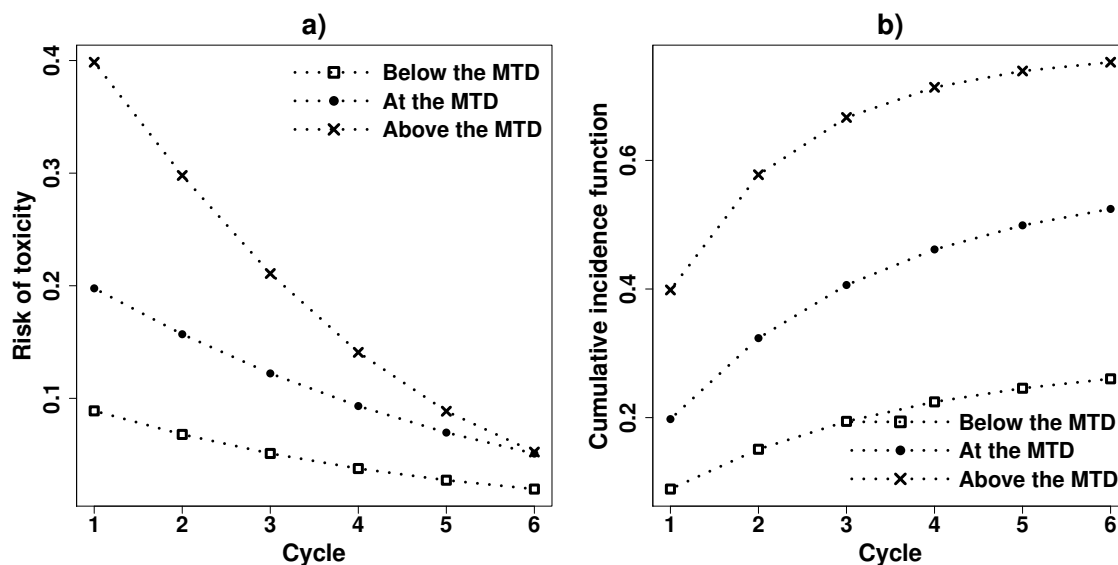 a)
Risk of toxicity
0.4
0.3
0.2
0.1
Below the MTD
At the MTD
Above the MTD
1 2 3 4 5 6
Cycle
b)
Cumulative incidence function
0.6
0.4
0.2
Below the MTD
At the MTD
Above the MTD
1 2 3 4 5 6
Cycle